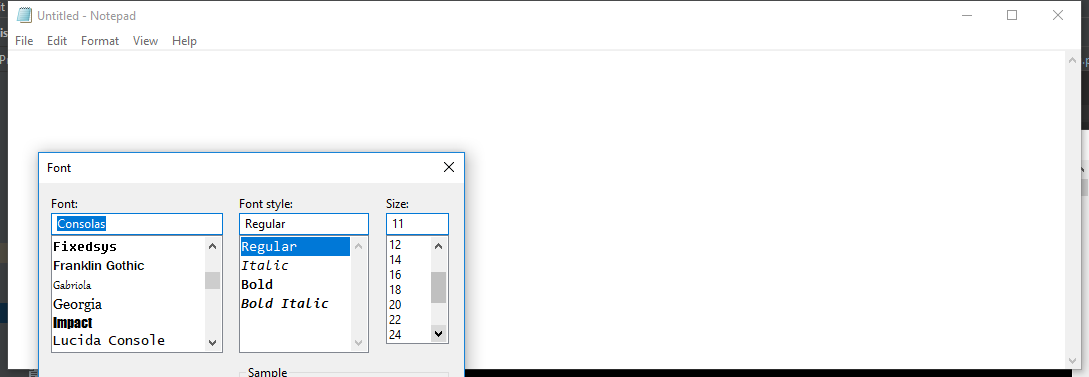 Untitled - Notepad
File Edit Format View Help
Font
Font: Font style: Size:
Consolas Regular 11
Fixedsys Regular 12
Franklin Gothic Italic 14
Gabriola Bold 16
Georgia Bold Italic 18
Impact 20
Lucida Console 22
24
Sample